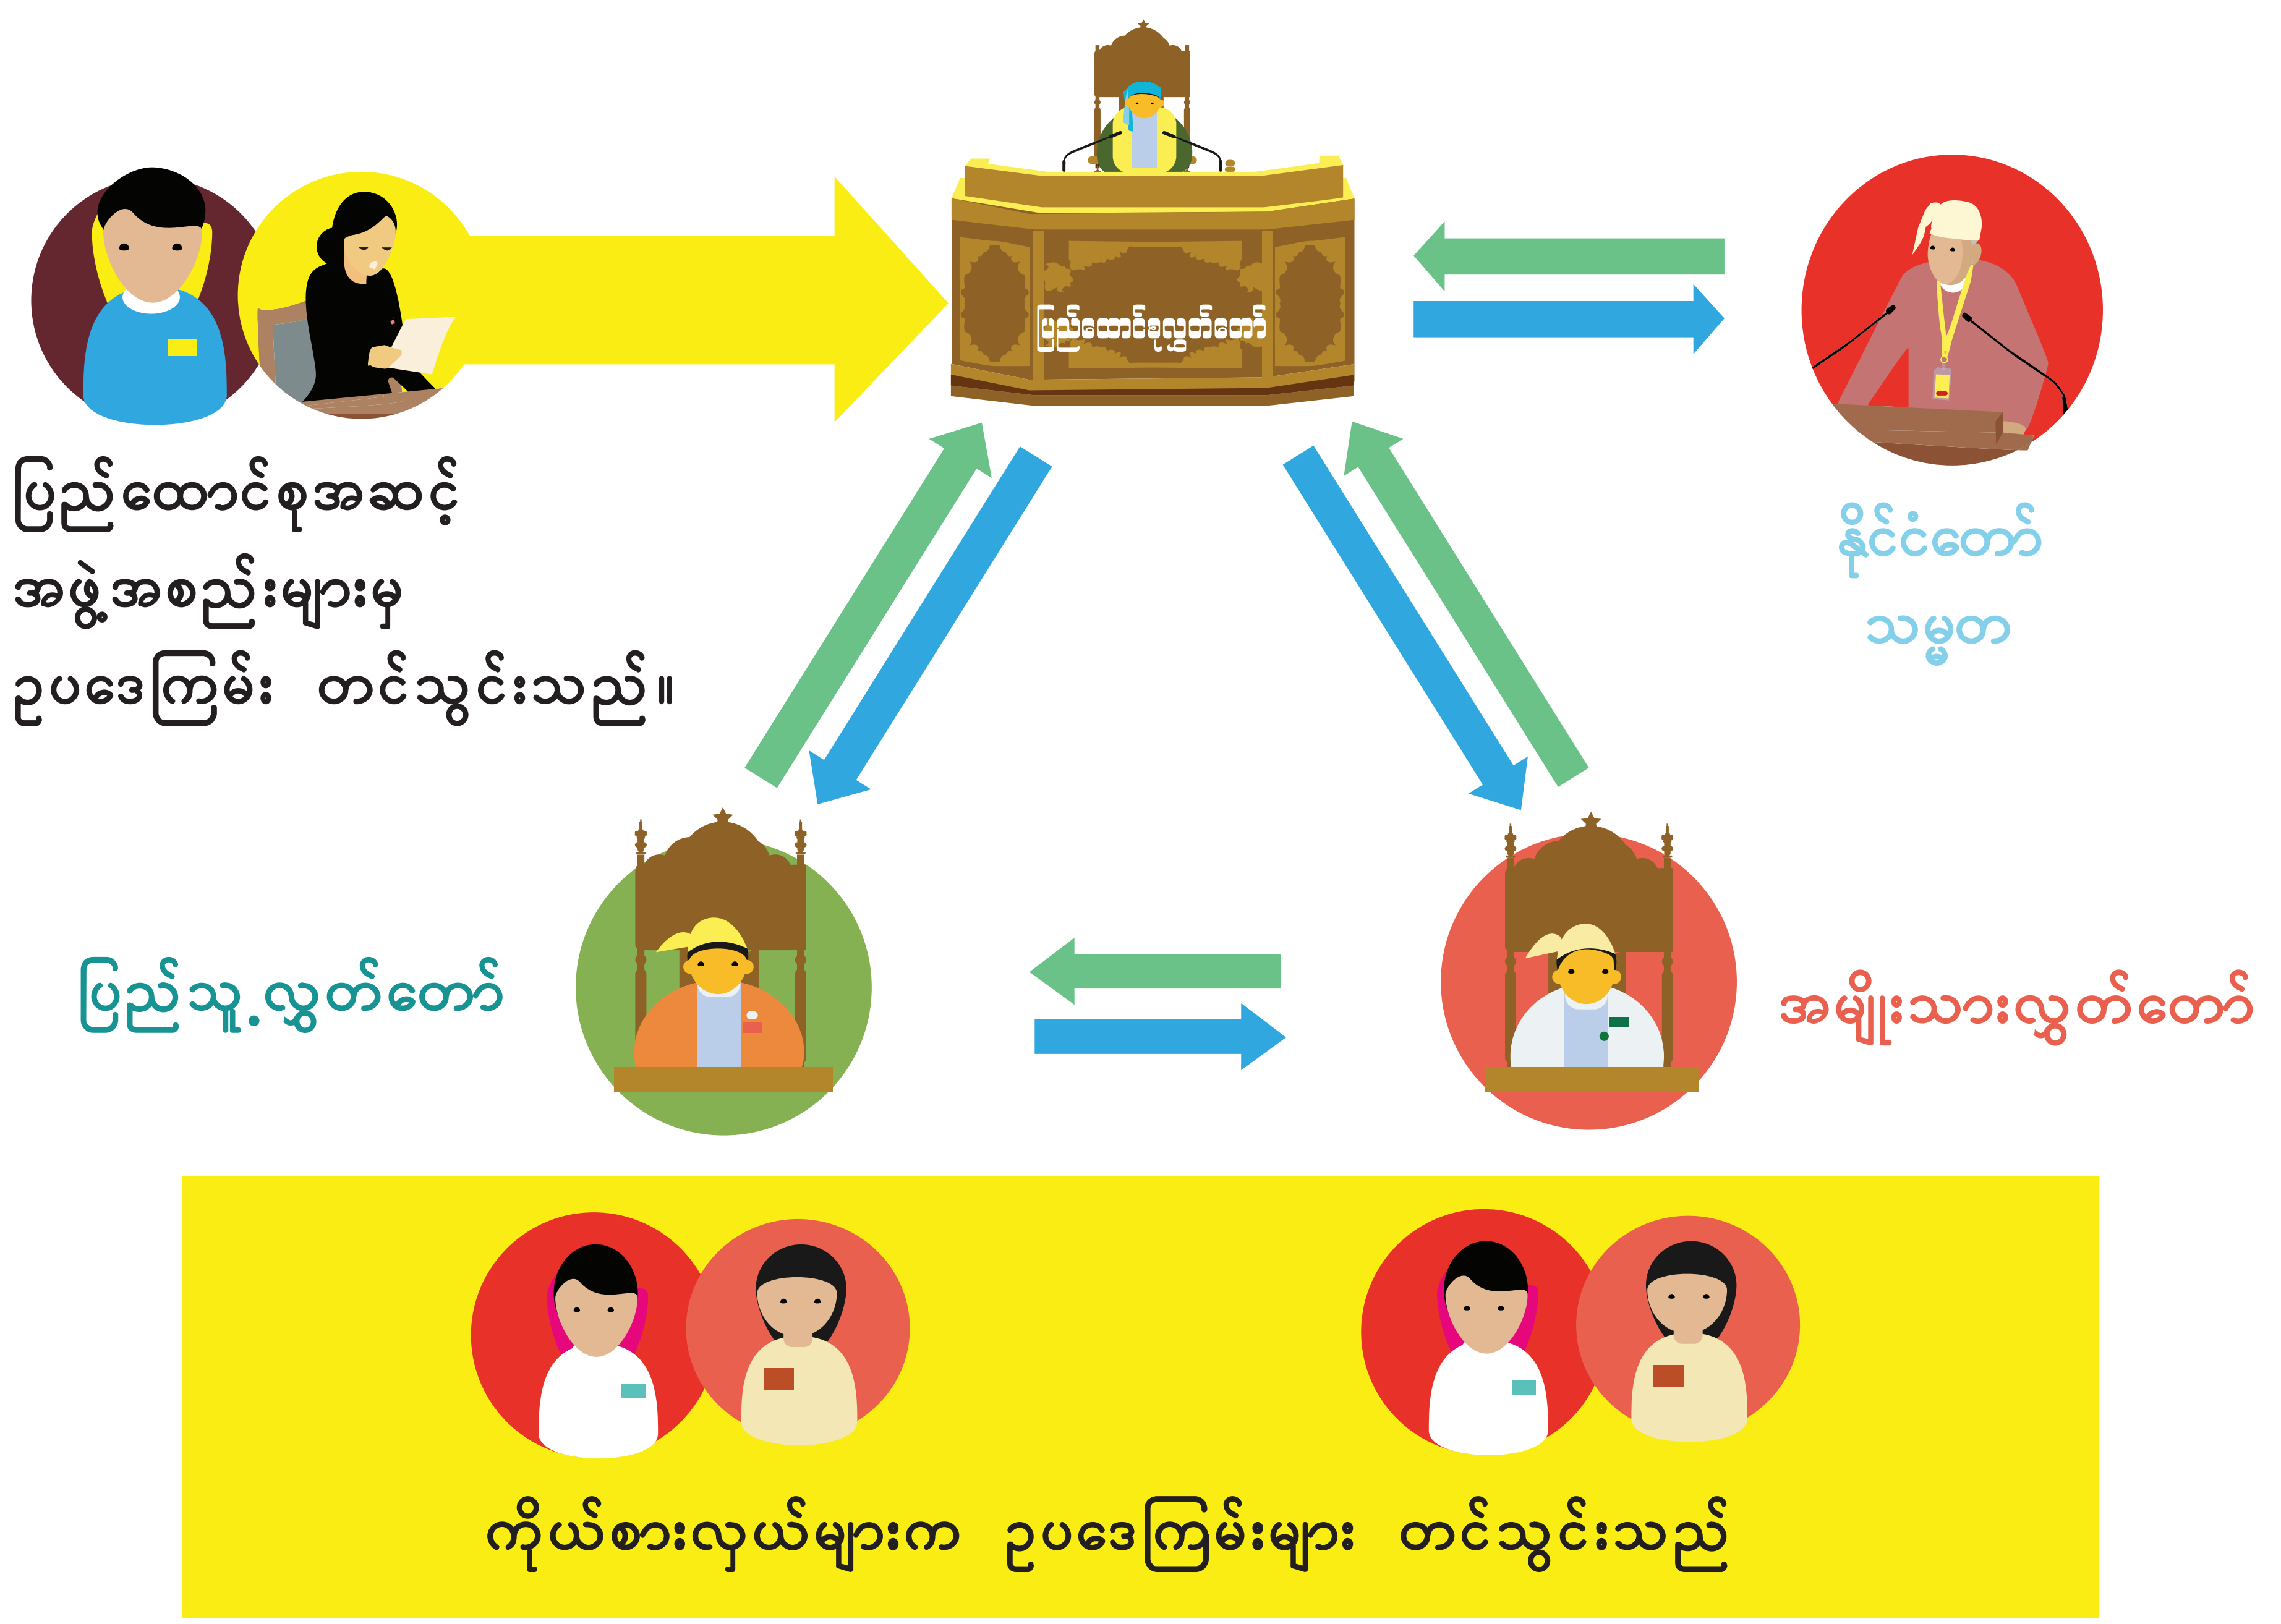 ပြည်ထောင်စုလွှတ်တော်
ပြည်ထောင်စုအဆင့်
အဖွဲ့အစည်းများမှ
ဥပဒေကြမ်း တင်သွင်းသည်။
နိုင်ငံတော်
သမ္မတ
ပြည်သူ့လွှတ်တော်
အမျိုးသားလွှတ်တော်
ကိုယ်စားလှယ်များက ဥပဒေကြမ်းများ တင်သွင်းသည်